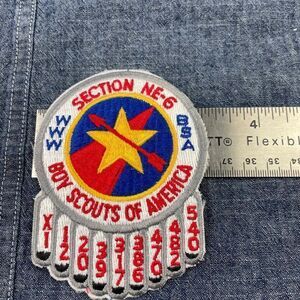 SECTION NE-6
WWW
BSA
BOY SCOUTS OF AMERICA
XI
12
20
39
317
386
470
482
540
4
TT® Flexibl